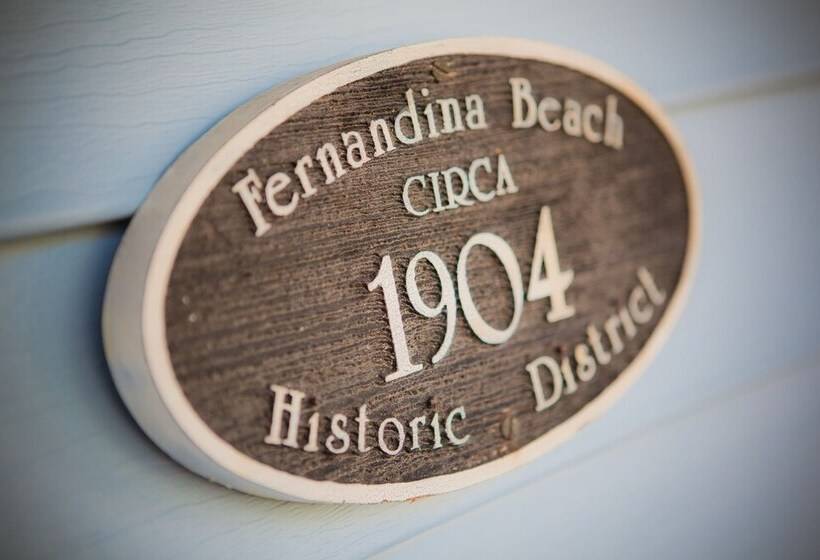 Fernandina Beach
CIRCA
1904
Historic District